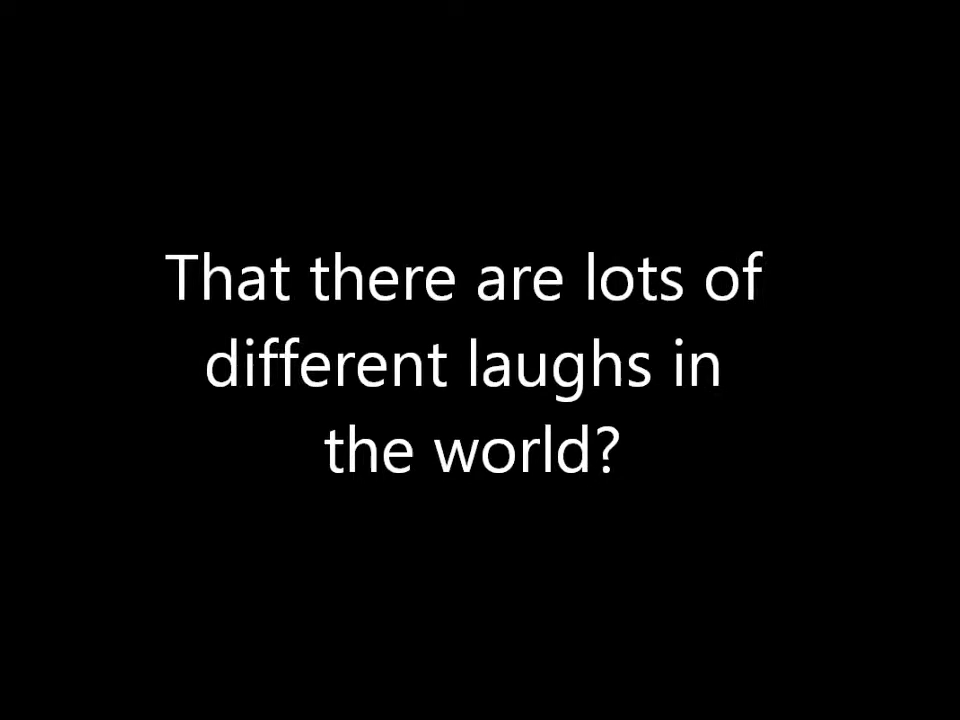 That there are lots of
different laughs in
the world?